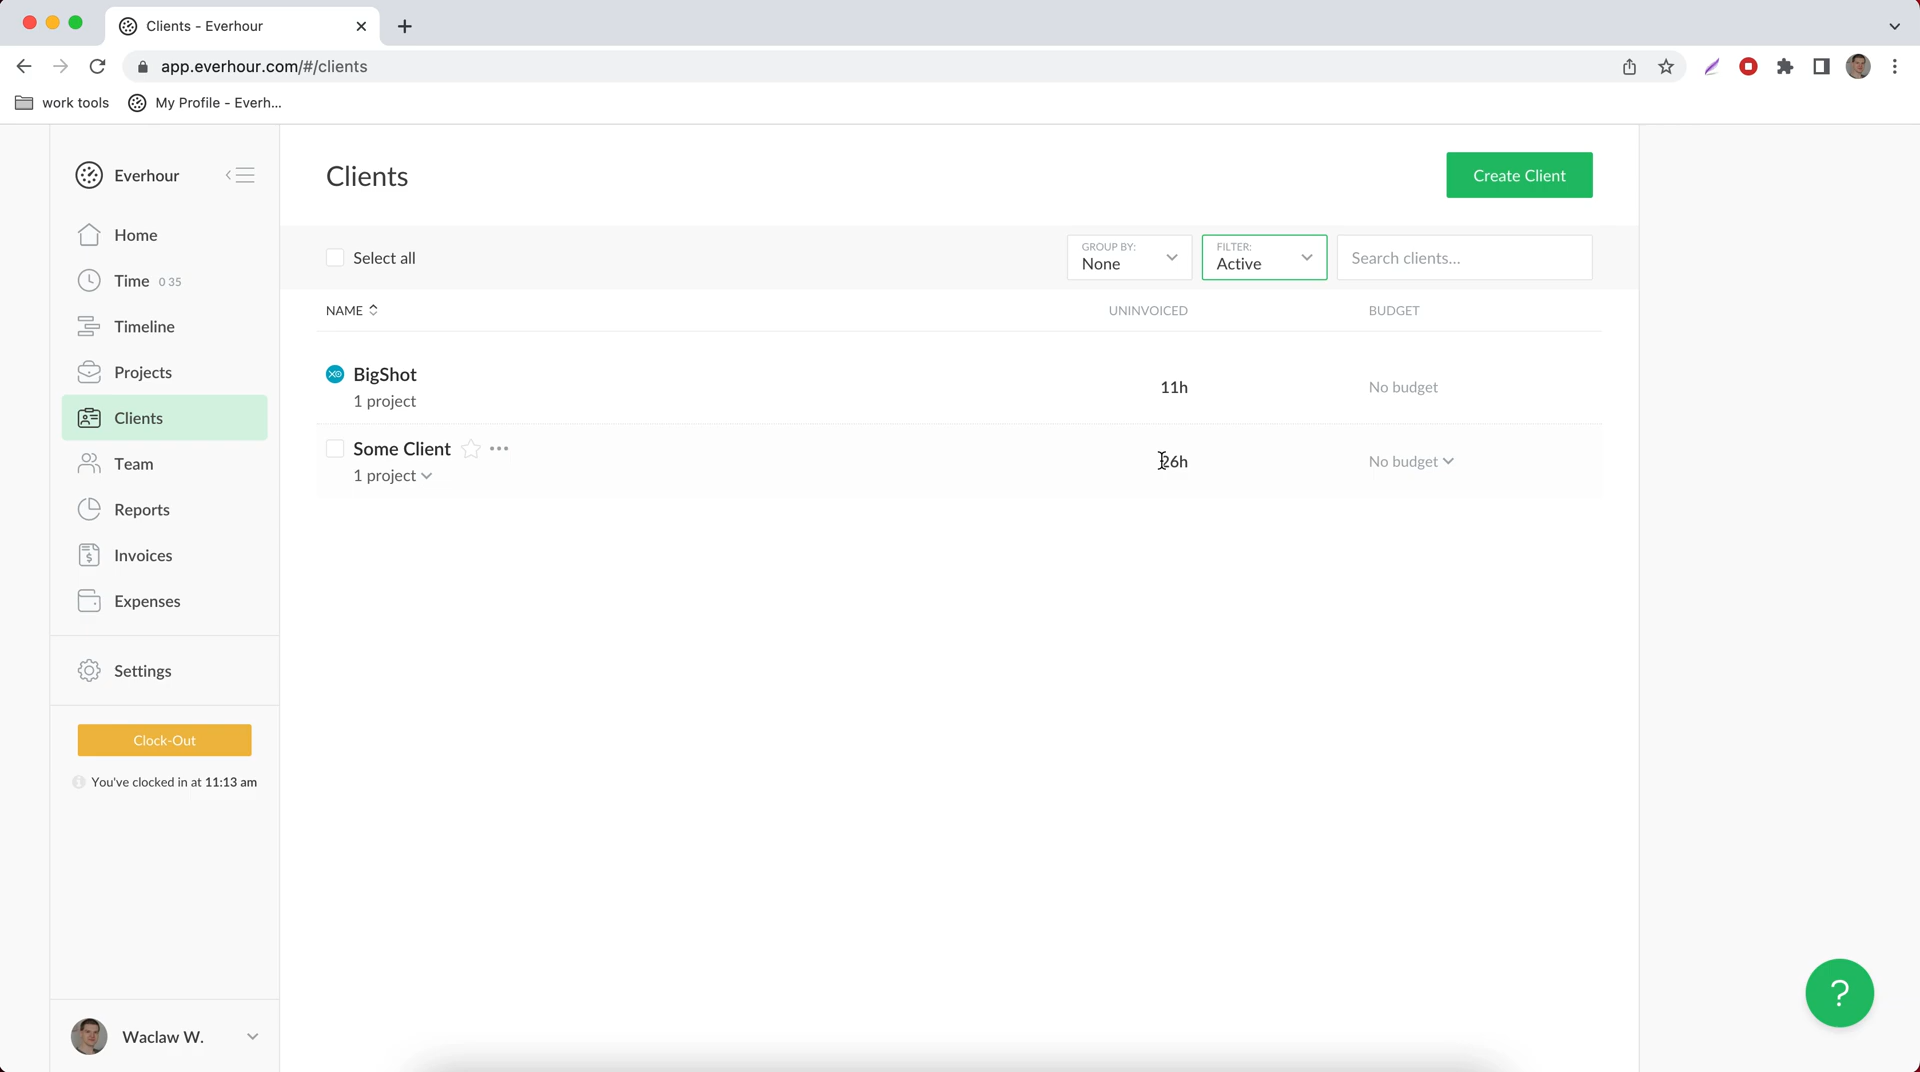 Clients - Everhour
app.everhour.com/#/clients
work tools
My Profile - Everh...
Everhour
Home
Time 0 35
Timeline
Projects
Clients
Team
Reports
Invoices
Expenses
Settings
Clock-Out
You've clocked in at 11:13 am
Waclaw W.
Clients
Create Client
Select all
GROUP BY:
None
FILTER:
Active
Search clients...
NAME
UNINVOICED
BUDGET
BigShot
1 project
11h
No budget
Some Client
1 project
26h
No budget
?